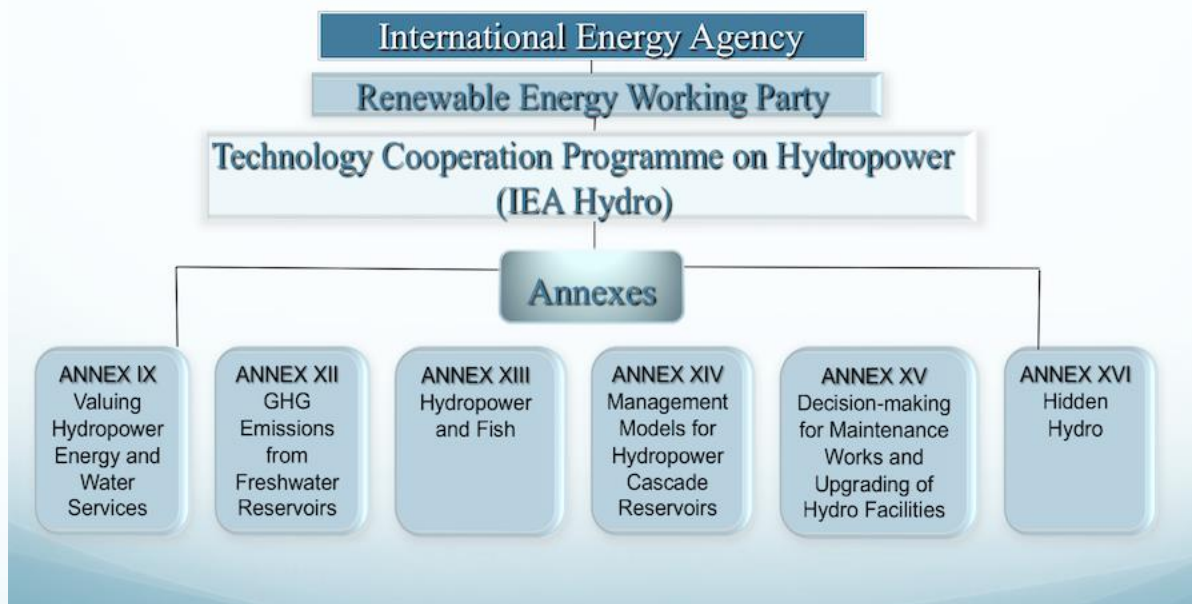 International Energy Agency
Renewable Energy Working Party
Technology Cooperation Programme on Hydropower
(IEA Hydro)
Annexes
ANNEX IX
Valuing
Hydropower
Energy and
Water
Services
ANNEX XII
GHG
Emissions
from
Freshwater
Reservoirs
ANNEX XIII
Hydropower
and Fish
ANNEX XIV
Management
Models for
Hydropower
Cascade
Reservoirs
ANNEX XV
Decision-making
for Maintenance
Works and
Upgrading of
Hydro Facilities
ANNEX XVI
Hidden
Hydro